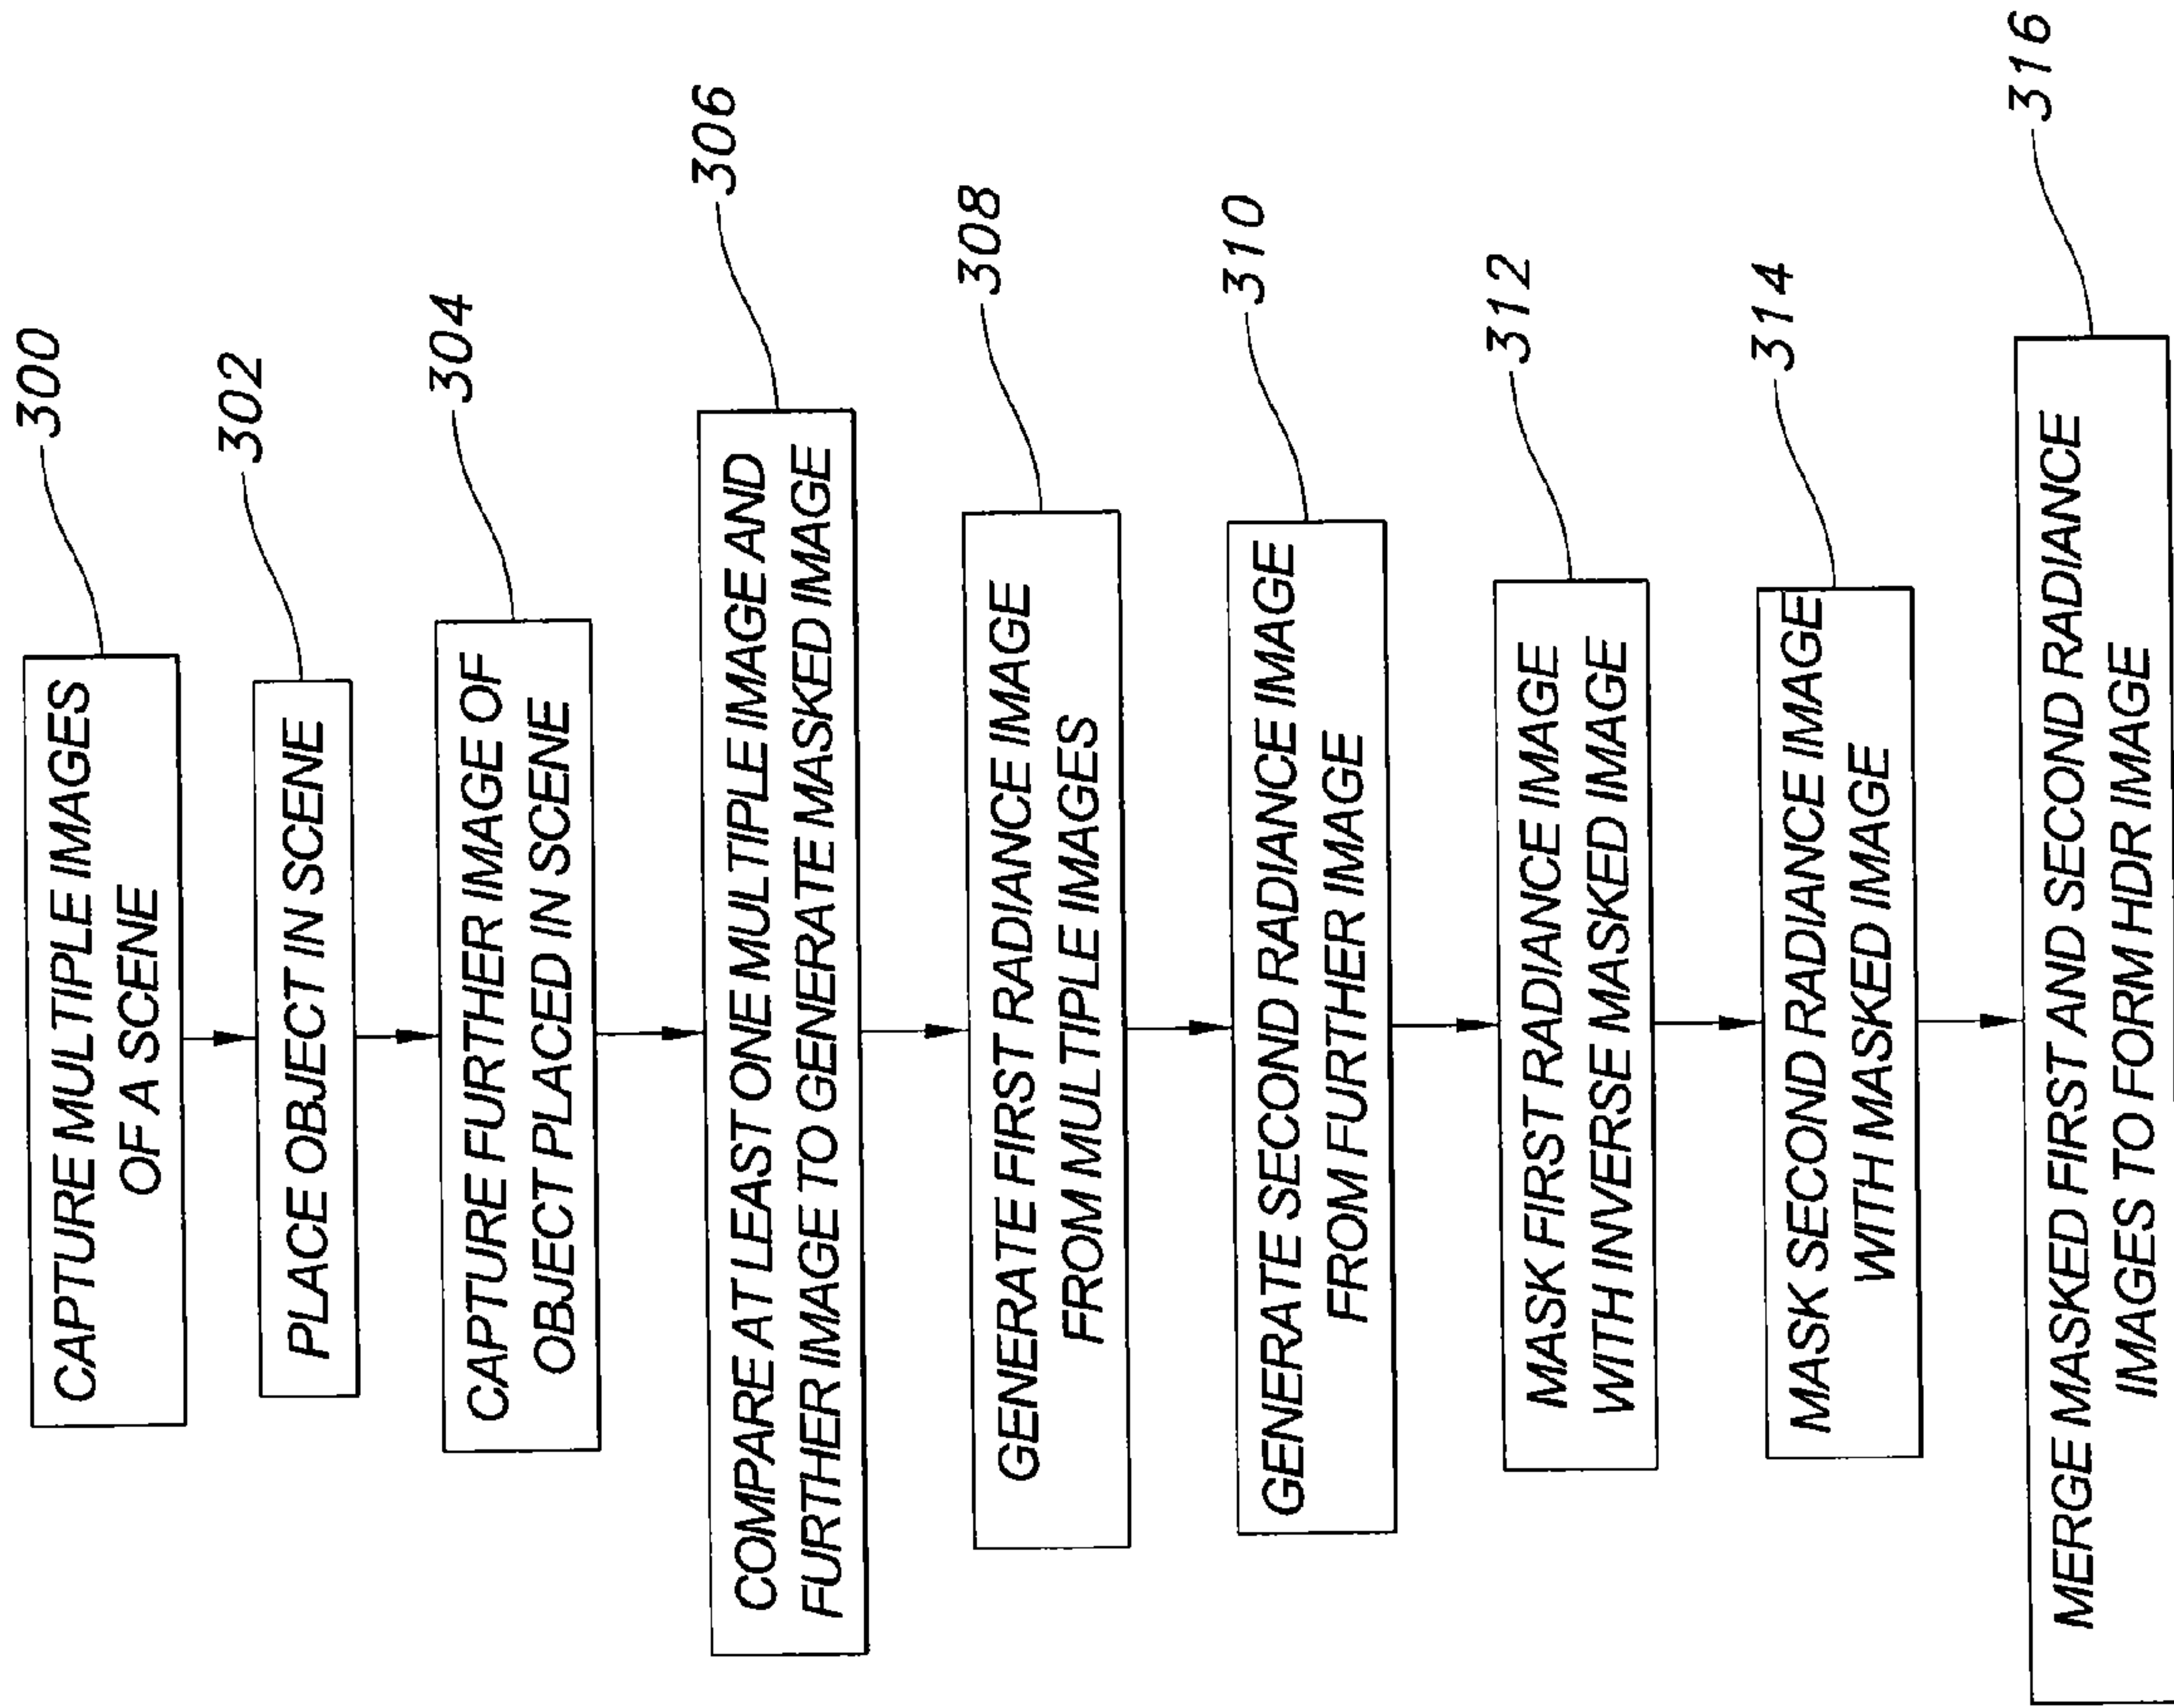 300
CAPTURE MULTIPLE IMAGES
OF A SCENE
302
PLACE OBJECT IN SCENE
304
CAPTURE FURTHER IMAGE OF
OBJECT PLACED IN SCENE
306
COMPARE AT LEAST ONE MULTIPLE IMAGE AND
FURTHER IMAGE TO GENERATE MASKED IMAGE
308
GENERATE FIRST RADIANCE IMAGE
FROM MULTIPLE IMAGES
310
GENERATE SECOND RADIANCE IMAGE
FROM FURTHER IMAGE
312
MASK FIRST RADIANCE IMAGE
WITH INVERSE MASKED IMAGE
314
MASK SECOND RADIANCE IMAGE
WITH MASKED IMAGE
316
MERGE MASKED FIRST AND SECOND RADIANCE
IMAGES TO FORM HDR IMAGE